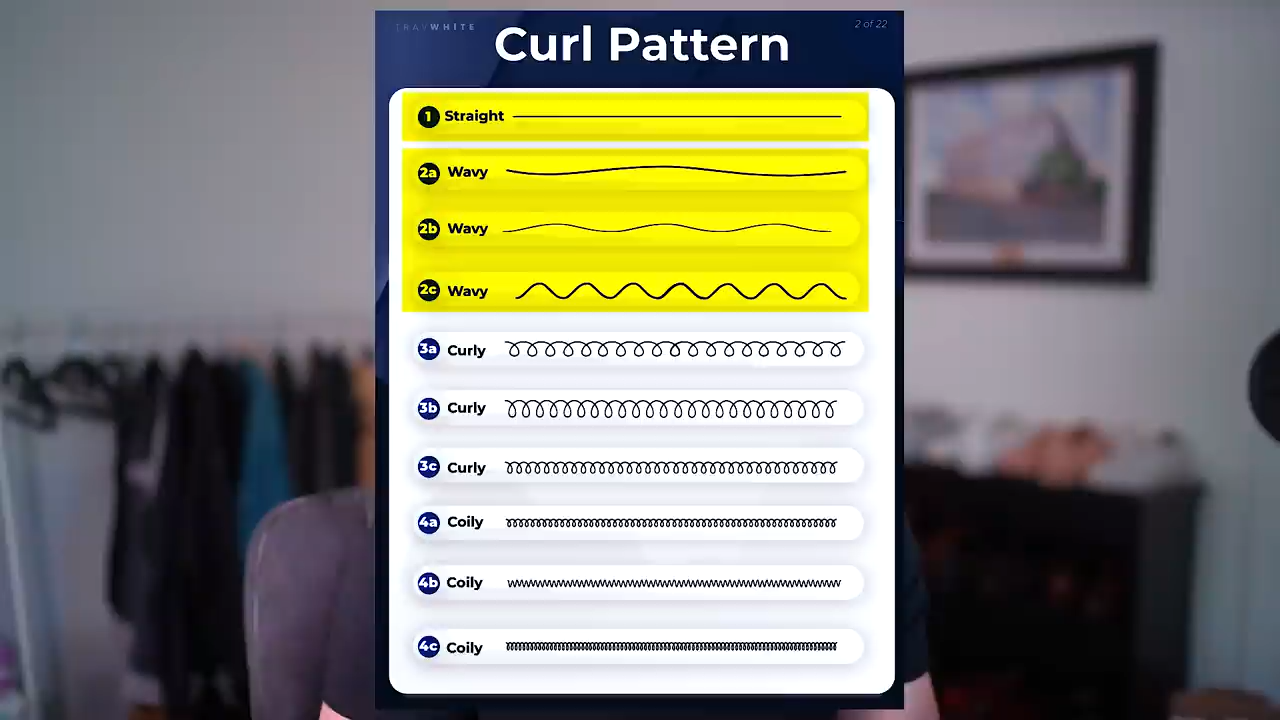 TRAVWHITE
2 of 22
Curl Pattern
1 Straight
2a Wavy
2b Wavy
2c Wavy
3a Curly
3b Curly
3c Curly
4a Coily
4b Coily
4c Coily